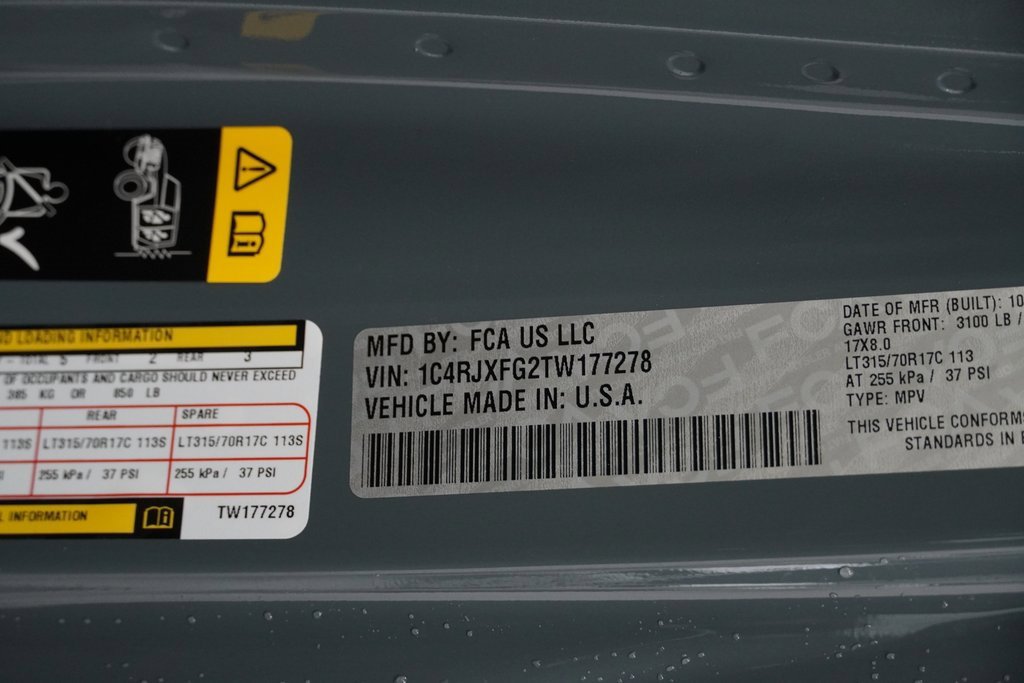 ND LOADING INFORMATION
TOTAL 5 FRONT 2 REAR 3
OF OCCUPANTS AND CARGO SHOULD NEVER EXCEED
385 KG OR 850 LB
REAR SPARE
113S LT315/70R17C 113S LT315/70R17C 113S
255 kPa / 37 PSI 255 kPa / 37 PSI
L INFORMATION
TW177278
MFD BY: FCA US LLC
VIN: 1C4RJXFG2TW177278
VEHICLE MADE IN: U.S.A.
DATE OF MFR (BUILT): 10
GAWR FRONT: 3100 LB /
17X8.0
LT315/70R17C 113
AT 255 kPa / 37 PSI
TYPE: MPV
THIS VEHICLE CONFORMS
STANDARDS IN